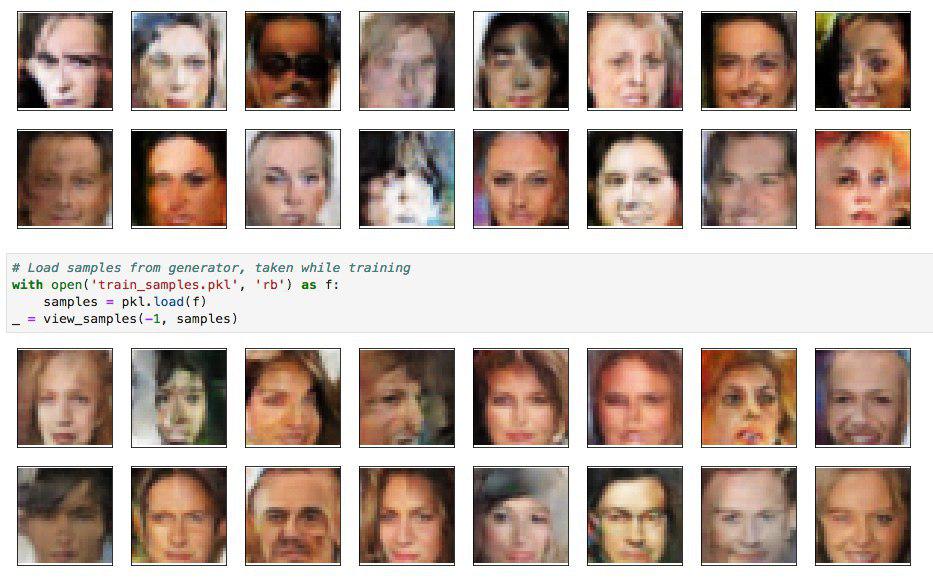 # Load samples from generator, taken while training
with open('train_samples.pkl', 'rb') as f:
    samples = pkl.load(f)
_ = view_samples(-1, samples)